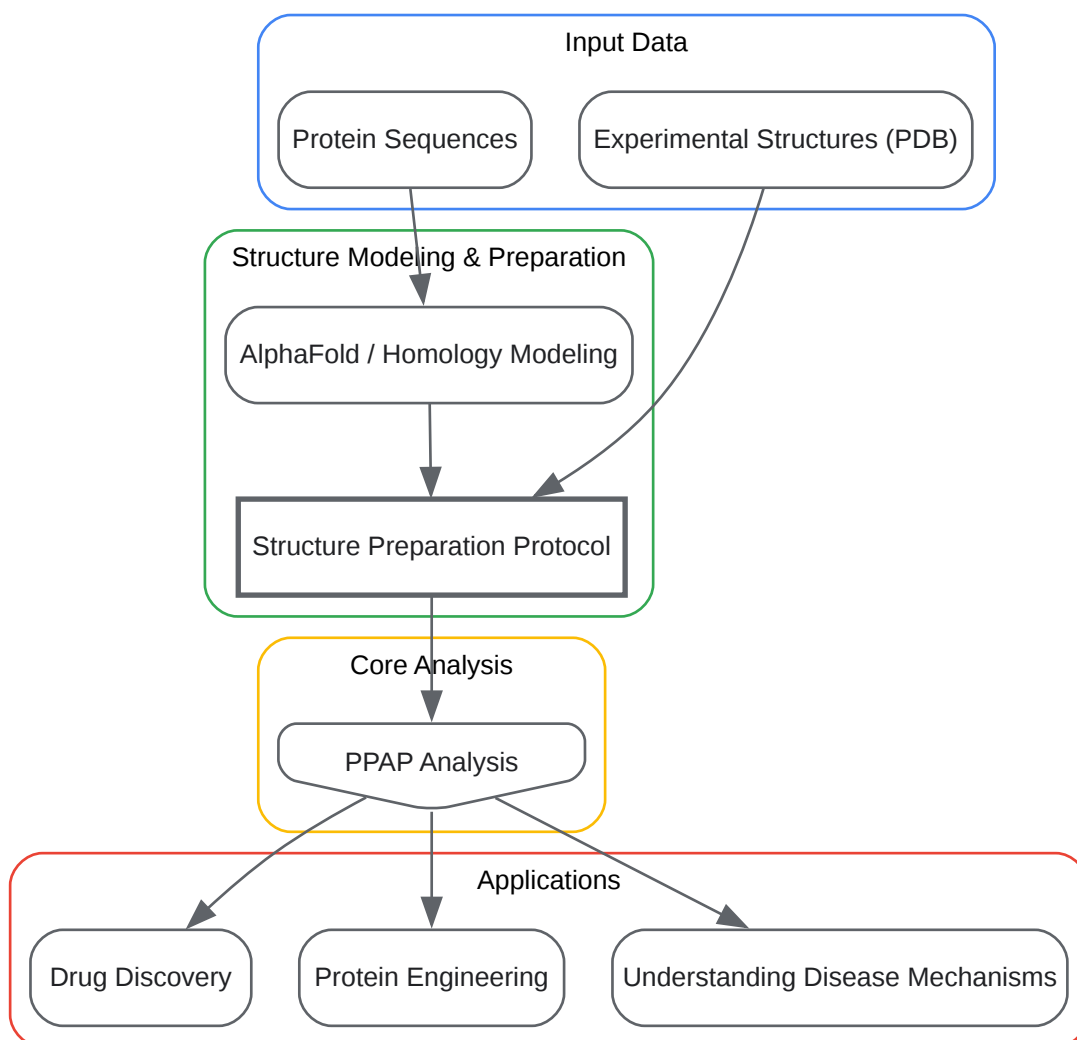 Input Data
Protein Sequences
Experimental Structures (PDB)
Structure Modeling & Preparation
AlphaFold / Homology Modeling
Structure Preparation Protocol
Core Analysis
PPAP Analysis
Applications
Drug Discovery
Protein Engineering
Understanding Disease Mechanisms